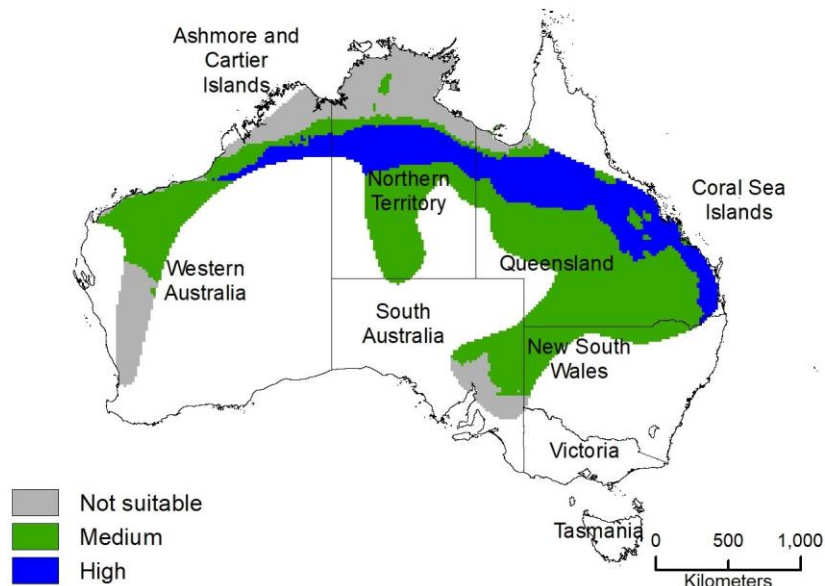 Ashmore and
Cartier
Islands
Northern
Territory
Coral Sea
Islands
Western
Australia
Queensland
South
Australia
New South
Wales
Victoria
Tasmania
Not suitable
Medium
High
0 500 1,000
Kilometers